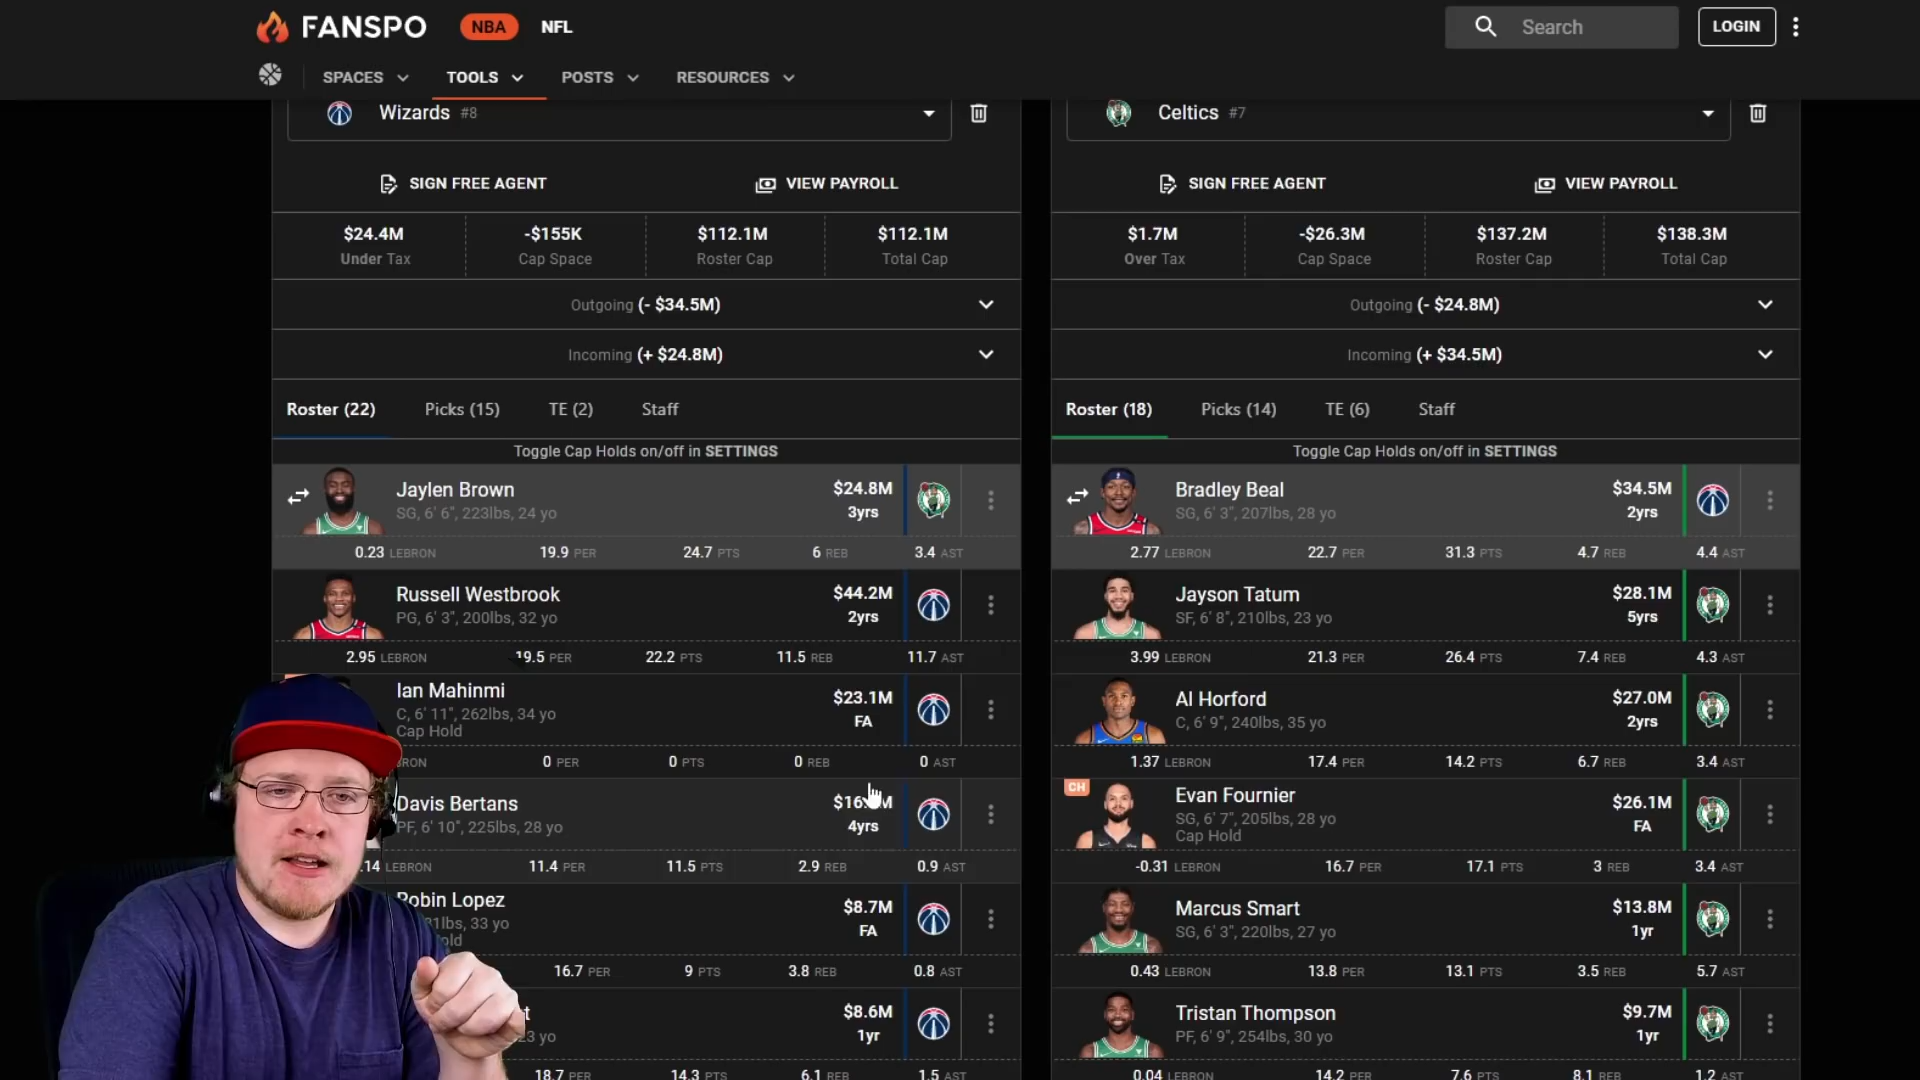 FANSPO NBA NFL Search LOGIN
SPACES TOOLS POSTS RESOURCES
Wizards #8
SIGN FREE AGENT VIEW PAYROLL
$24.4M -$155K $112.1M $112.1M
Under Tax Cap Space Roster Cap Total Cap
Outgoing (- $34.5M)
Incoming (+ $24.8M)
Roster (22) Picks (15) TE (2) Staff
Toggle Cap Holds on/off in SETTINGS
Jaylen Brown $24.8M
SG, 6' 6", 223lbs, 24 yo 3yrs
0.23 LEBRON 19.9 PER 24.7 PTS 6 REB 3.4 AST
Russell Westbrook $44.2M
PG, 6' 3", 200lbs, 32 yo 2yrs
2.95 LEBRON 19.5 PER 22.2 PTS 11.5 REB 11.7 AST
Ian Mahinmi $23.1M
C, 6' 11", 262lbs, 34 yo FA
Cap Hold
RON 0 PER 0 PTS 0 REB 0 AST
Davis Bertans $16 M
PF, 6' 10", 225lbs, 28 yo 4yrs
.14 LEBRON 11.4 PER 11.5 PTS 2.9 REB 0.9 AST
Robin Lopez $8.7M
1lbs, 33 yo FA
old
16.7 PER 9 PTS 3.8 REB 0.8 AST
t $8.6M
23 yo 1yr
18.7 PER 14.3 PTS 6.1 REB 1.5 AST
Celtics #7
SIGN FREE AGENT VIEW PAYROLL
$1.7M -$26.3M $137.2M $138.3M
Over Tax Cap Space Roster Cap Total Cap
Outgoing (- $24.8M)
Incoming (+ $34.5M)
Roster (18) Picks (14) TE (6) Staff
Toggle Cap Holds on/off in SETTINGS
Bradley Beal $34.5M
SG, 6' 3", 207lbs, 28 yo 2yrs
2.77 LEBRON 22.7 PER 31.3 PTS 4.7 REB 4.4 AST
Jayson Tatum $28.1M
SF, 6' 8", 210lbs, 23 yo 5yrs
3.99 LEBRON 21.3 PER 26.4 PTS 7.4 REB 4.3 AST
Al Horford $27.0M
C, 6' 9", 240lbs, 35 yo 2yrs
1.37 LEBRON 17.4 PER 14.2 PTS 6.7 REB 3.4 AST
CH Evan Fournier $26.1M
SG, 6' 7", 205lbs, 28 yo FA
Cap Hold
-0.31 LEBRON 16.7 PER 17.1 PTS 3 REB 3.4 AST
Marcus Smart $13.8M
SG, 6' 3", 220lbs, 27 yo 1yr
0.43 LEBRON 13.8 PER 13.1 PTS 3.5 REB 5.7 AST
Tristan Thompson $9.7M
PF, 6' 9", 254lbs, 30 yo 1yr
0.04 LEBRON 14.2 PER 7.6 PTS 8.1 REB 1.2 AST